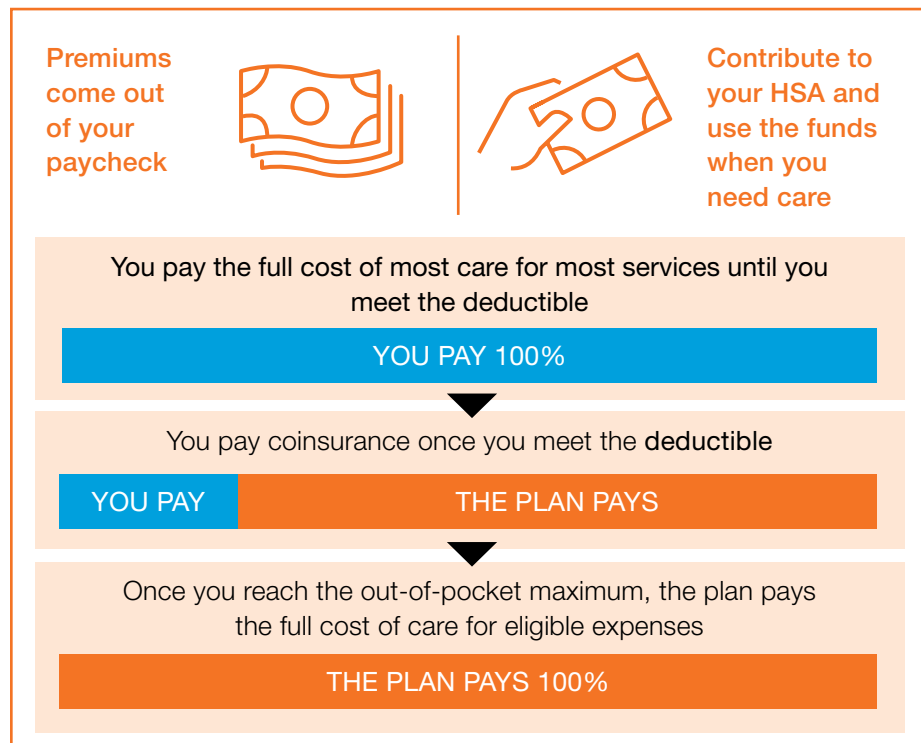 Premiums
come out
of your
paycheck
Contribute to
your HSA and
use the funds
when you
need care
You pay the full cost of most care for most services until you
meet the deductible
YOU PAY 100%
You pay coinsurance once you meet the deductible
YOU PAY
THE PLAN PAYS
Once you reach the out-of-pocket maximum, the plan pays
the full cost of care for eligible expenses
THE PLAN PAYS 100%